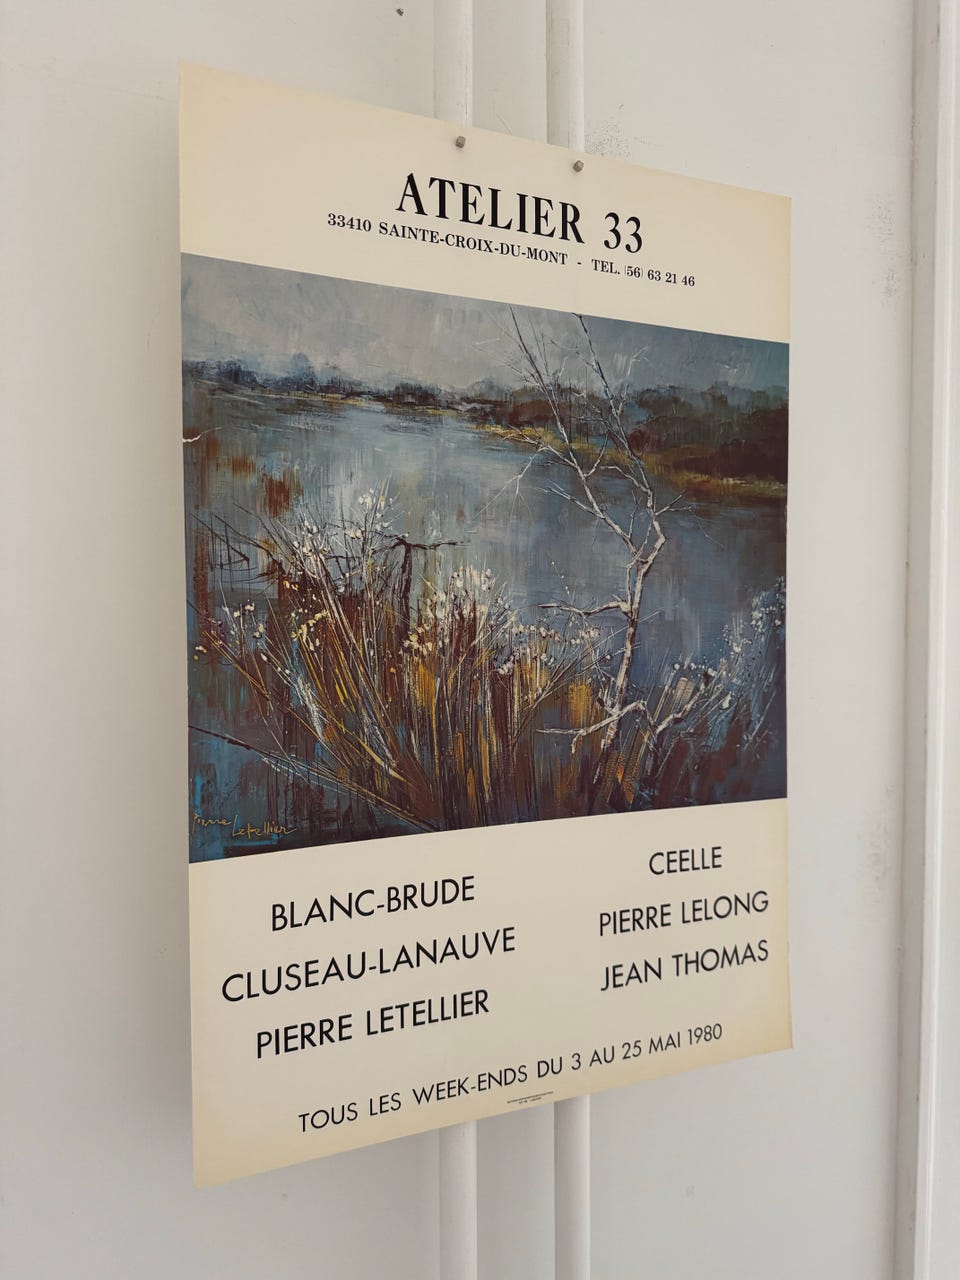 ATELIER 33
33410 SAINTE-CROIX-DU-MONT - TEL. (56) 63 21 46
Pierre Letellier
BLANC-BRUDE
CLUSEAU-LANAUVE
PIERRE LETELLIER
CEELLE
PIERRE LELONG
JEAN THOMAS
TOUS LES WEEK-ENDS DU 3 AU 25 MAI 1980